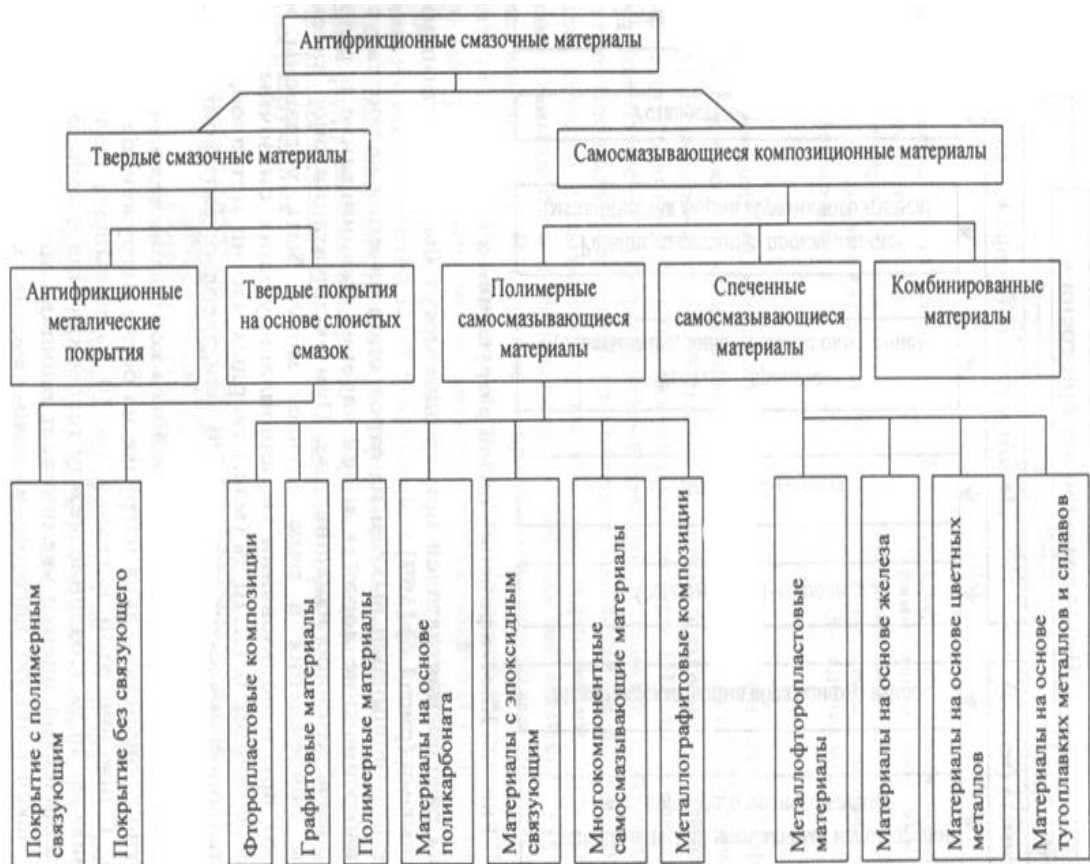 Антифрикционные смазочные материалы
Твердые смазочные материалы
Самосмазывающиеся композиционные материалы
Антифрикционные
металические
покрытия
Твердые покрытия
на основе слоистых
смазок
Полимерные
самосмазывающиеся
материалы
Спеченные
самосмазывающиеся
материалы
Комбинированные
материалы
Покрытие с полимерным
связующим
Покрытие без связующего
Фторопластовые композиции
Графитовые материалы
Полимерные материалы
Материалы на основе
поликарбоната
Материалы с эпоксидным
связующим
Многокомпонентные
самосмазывающие материалы
Металлографитовые композиции
Металлофторопластовые
материалы
Материалы на основе железа
Материалы на основе цветных
металлов
Материалы на основе
тугоплавких металлов и сплавов